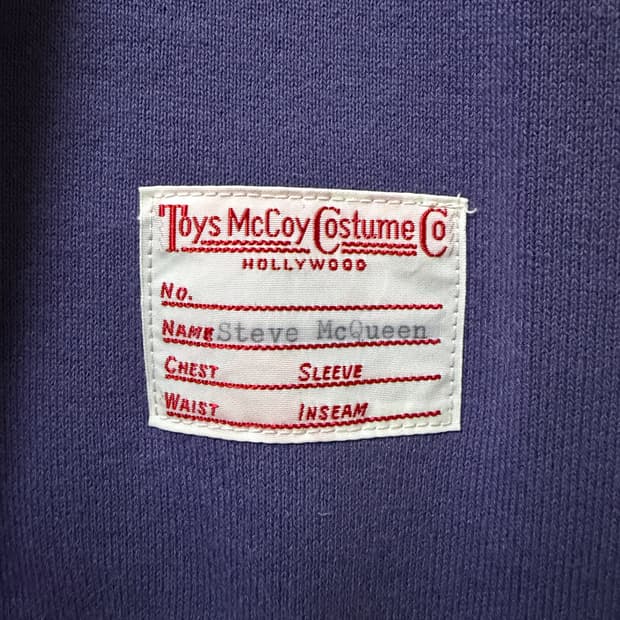 Toys McCoy Costume Co
HOLLYWOOD
No.
NAME Steve McQueen
CHEST SLEEVE
WAIST INSEAM